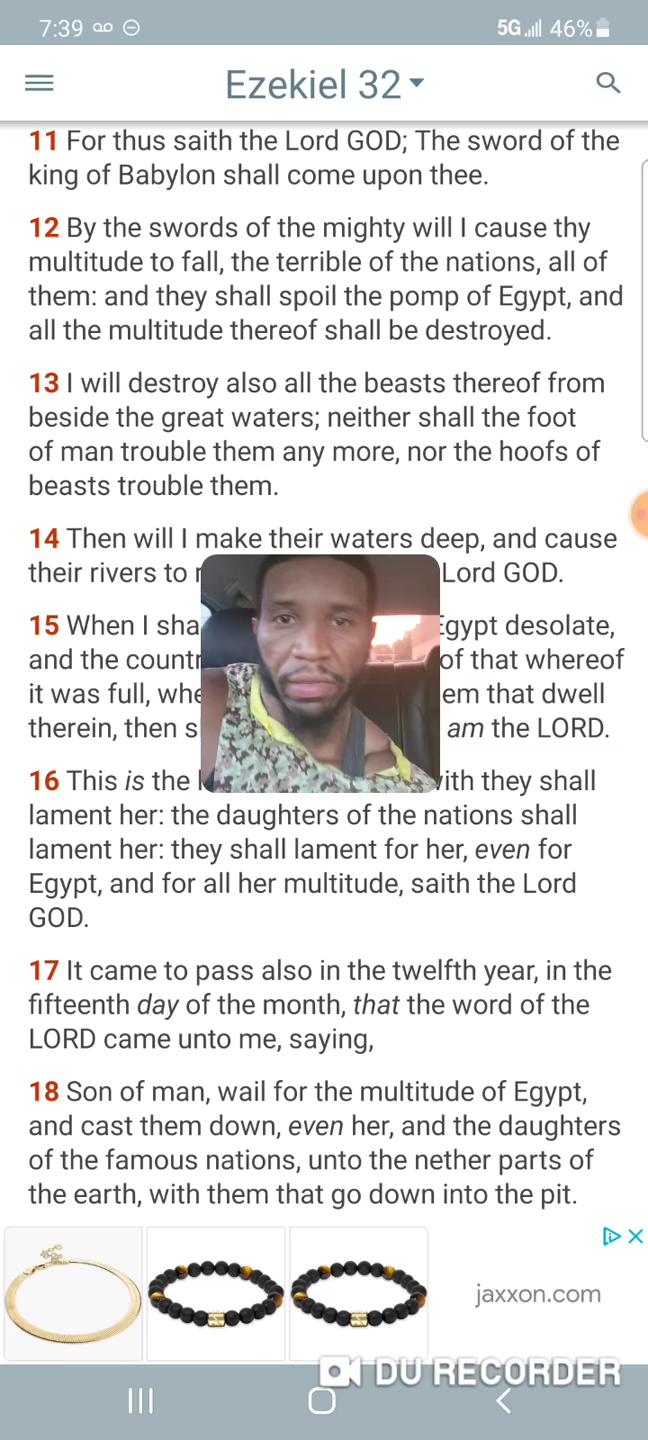 7:39
5G 46%
Ezekiel 32
11 For thus saith the Lord GOD; The sword of the
king of Babylon shall come upon thee.
12 By the swords of the mighty will I cause thy
multitude to fall, the terrible of the nations, all of
them: and they shall spoil the pomp of Egypt, and
all the multitude thereof shall be destroyed.
13 I will destroy also all the beasts thereof from
beside the great waters; neither shall the foot
of man trouble them any more, nor the hoofs of
beasts trouble them.
14 Then will I make their waters deep, and cause
their rivers to Lord GOD.
15 When I sha Egypt desolate,
and the countr of that whereof
it was full, whe em that dwell
therein, then s am the LORD.
16 This is the with they shall
lament her: the daughters of the nations shall
lament her: they shall lament for her, even for
Egypt, and for all her multitude, saith the Lord
GOD.
17 It came to pass also in the twelfth year, in the
fifteenth day of the month, that the word of the
LORD came unto me, saying,
18 Son of man, wail for the multitude of Egypt,
and cast them down, even her, and the daughters
of the famous nations, unto the nether parts of
the earth, with them that go down into the pit.
jaxxon.com
DU RECORDER